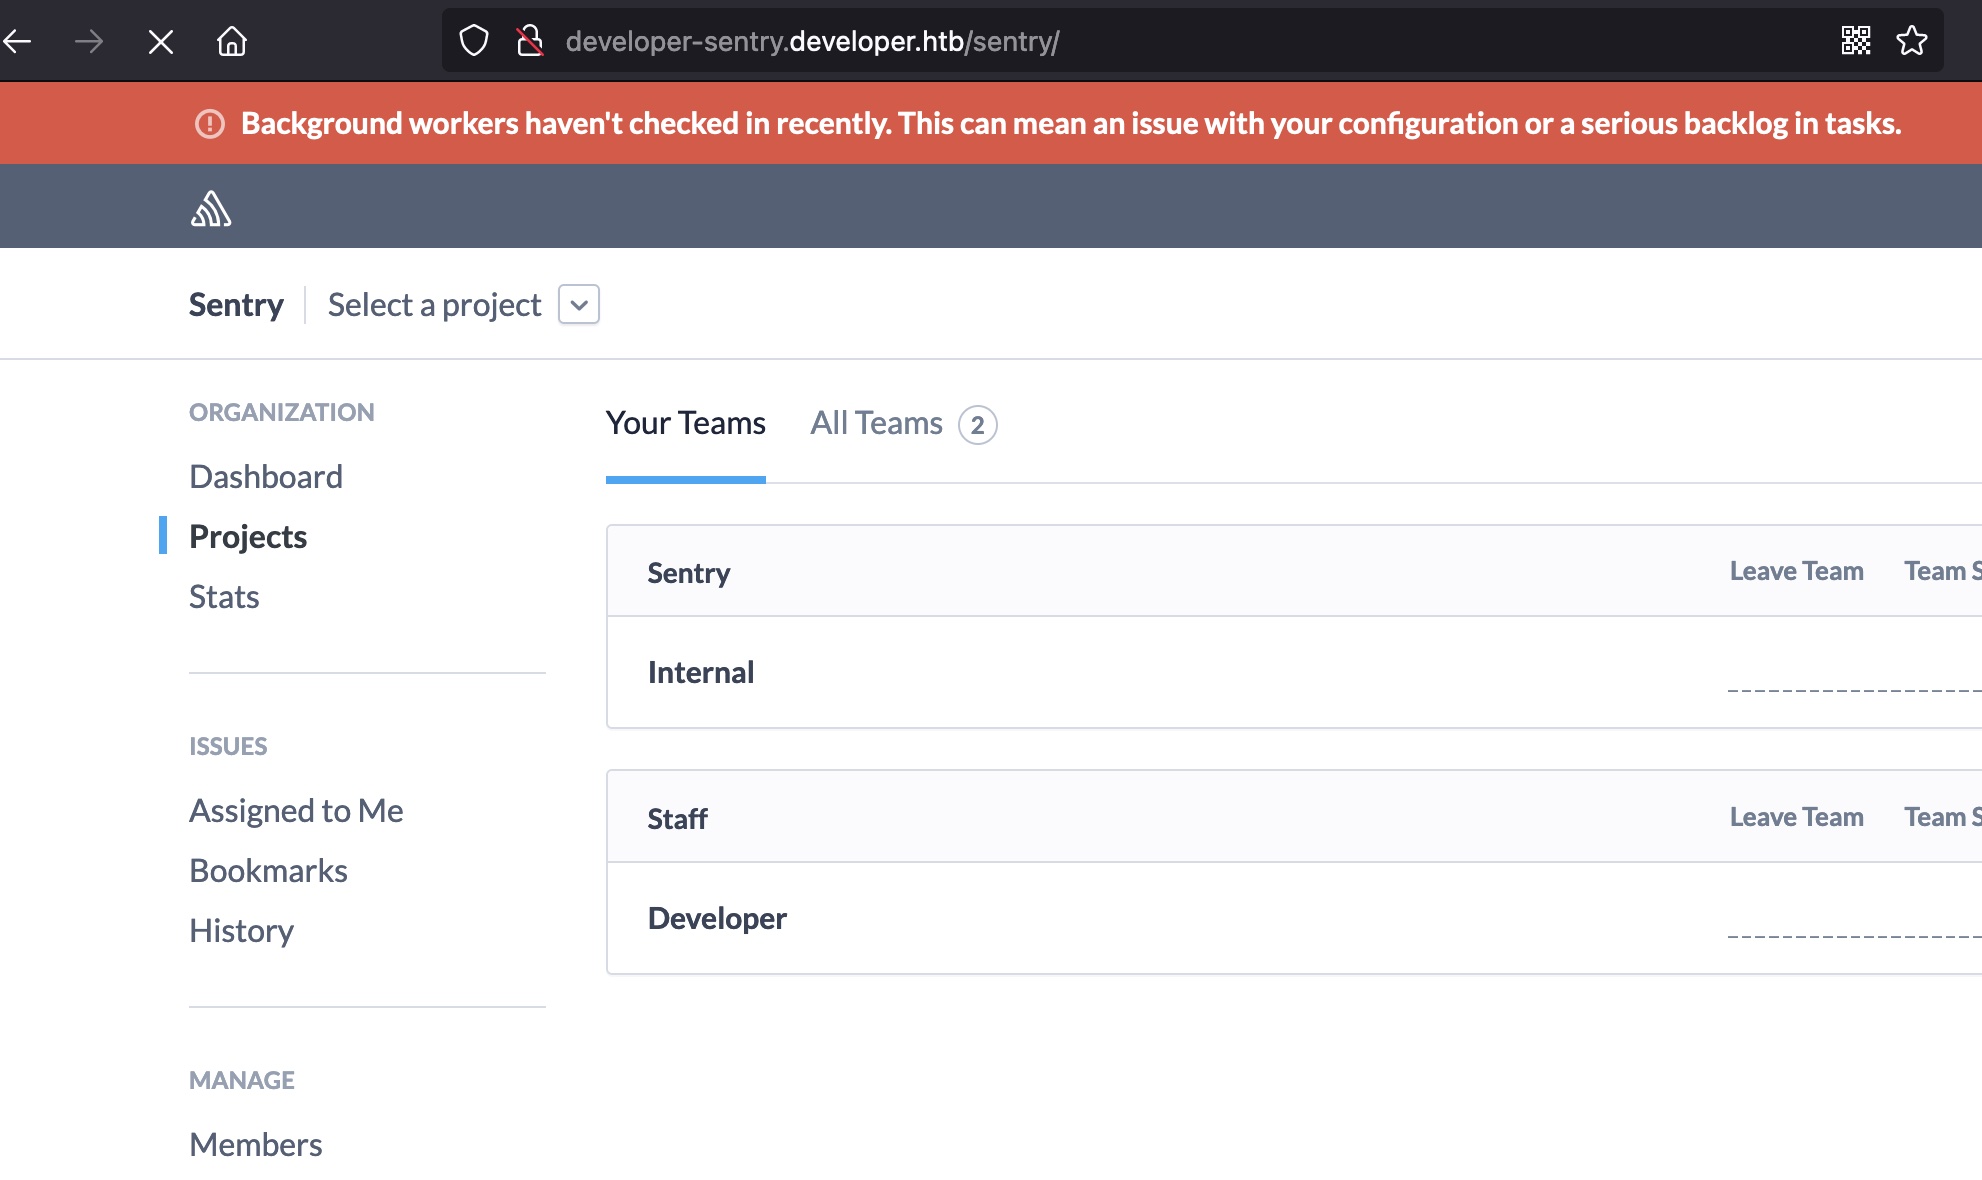 developer-sentry.developer.htb/sentry/
Background workers haven't checked in recently. This can mean an issue with your configuration or a serious backlog in tasks.
Sentry Select a project
ORGANIZATION
Dashboard
Projects
Stats
ISSUES
Assigned to Me
Bookmarks
History
MANAGE
Members
Your Teams All Teams 2
Sentry Leave Team Team S
Internal
Staff Leave Team Team S
Developer